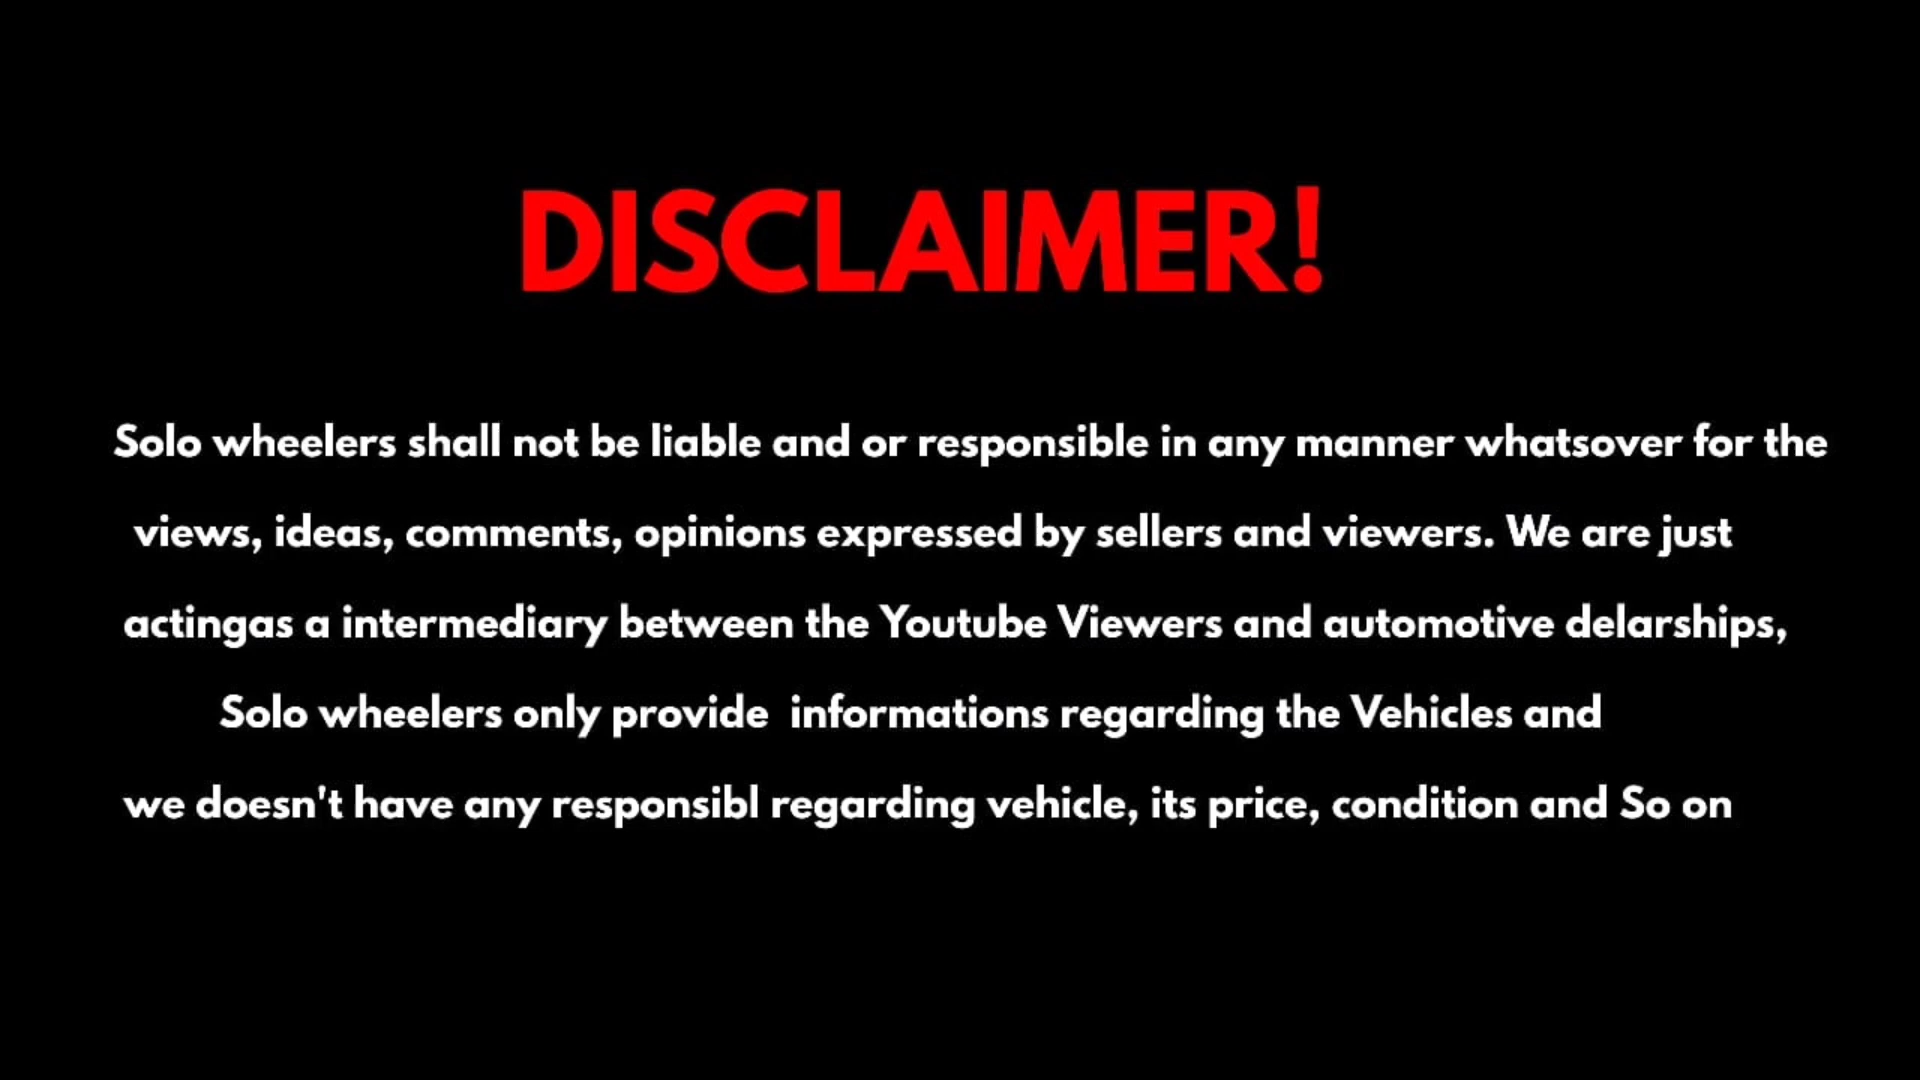 DISCLAIMER!
Solo wheelers shall not be liable and or responsible in any manner whatsover for the
views, ideas, comments, opinions expressed by sellers and viewers. We are just
actingas a intermediary between the Youtube Viewers and automotive delarships,
Solo wheelers only provide  informations regarding the Vehicles and
we doesn't have any responsibl regarding vehicle, its price, condition and So on